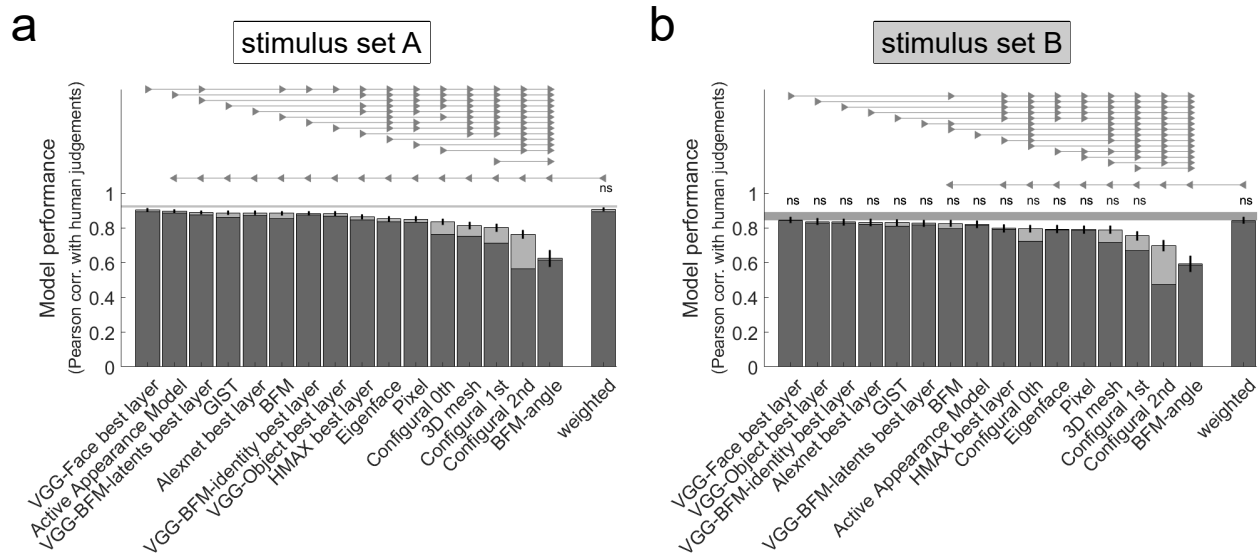 a
stimulus set A
Model performance
(Pearson corr. with human judgements)
ns
1
0.8
0.6
0.4
0.2
0
VGG-Face best layer
Active Appearance Model
VGG-BFM-latents best layer
GIST
Alexnet best layer
BFM
VGG-BFM-identity best layer
VGG-Object best layer
HMAX best layer
Eigenface
Pixel
Configural 0th
3D mesh
Configural 1st
Configural 2nd
BFM-angle
weighted
b
stimulus set B
Model performance
(Pearson corr. with human judgements)
1
ns ns ns ns ns ns ns ns ns ns ns ns ns ns ns
0.8
0.6
0.4
0.2
0
VGG-Face best layer
VGG-Object best layer
VGG-BFM-identity best layer
Alexnet best layer
GIST
VGG-BFM-latents best layer
BFM
Active Appearance Model
HMAX best layer
Configural 0th
Eigenface
Pixel
3D mesh
Configural 1st
Configural 2nd
BFM-angle
weighted